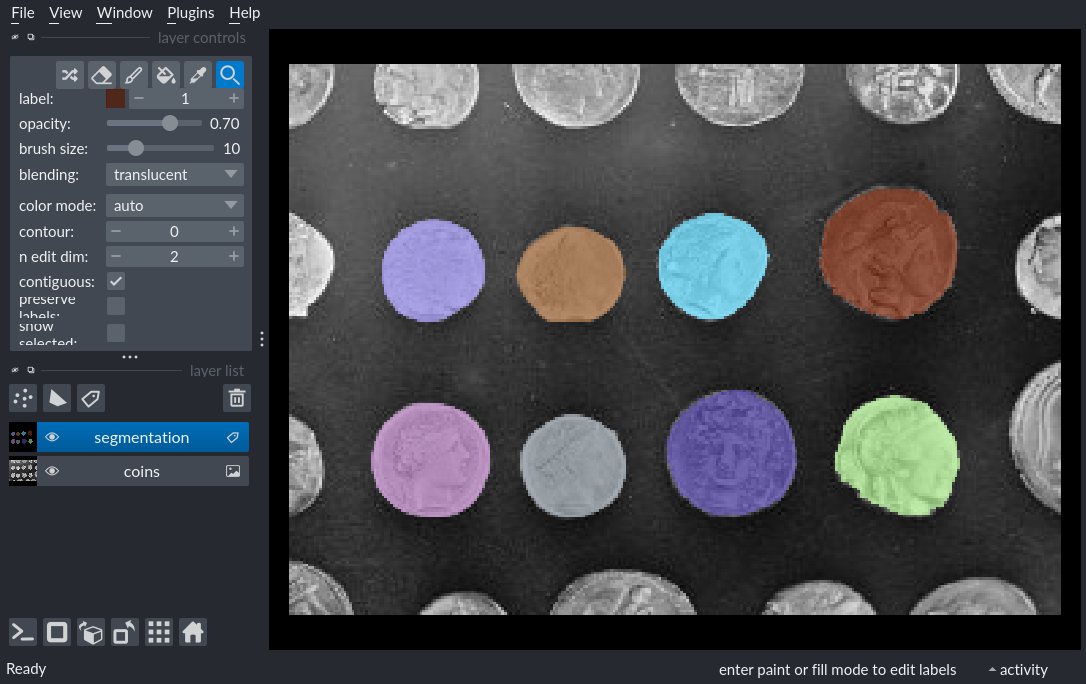 File View Window Plugins Help
layer controls
label: 1
opacity: 0.70
brush size: 10
blending: translucent
color mode: auto
contour: 0
n edit dim: 2
contiguous:
preserve
labels:
show
selected:
layer list
segmentation
coins
Ready
enter paint or fill mode to edit labels
activity